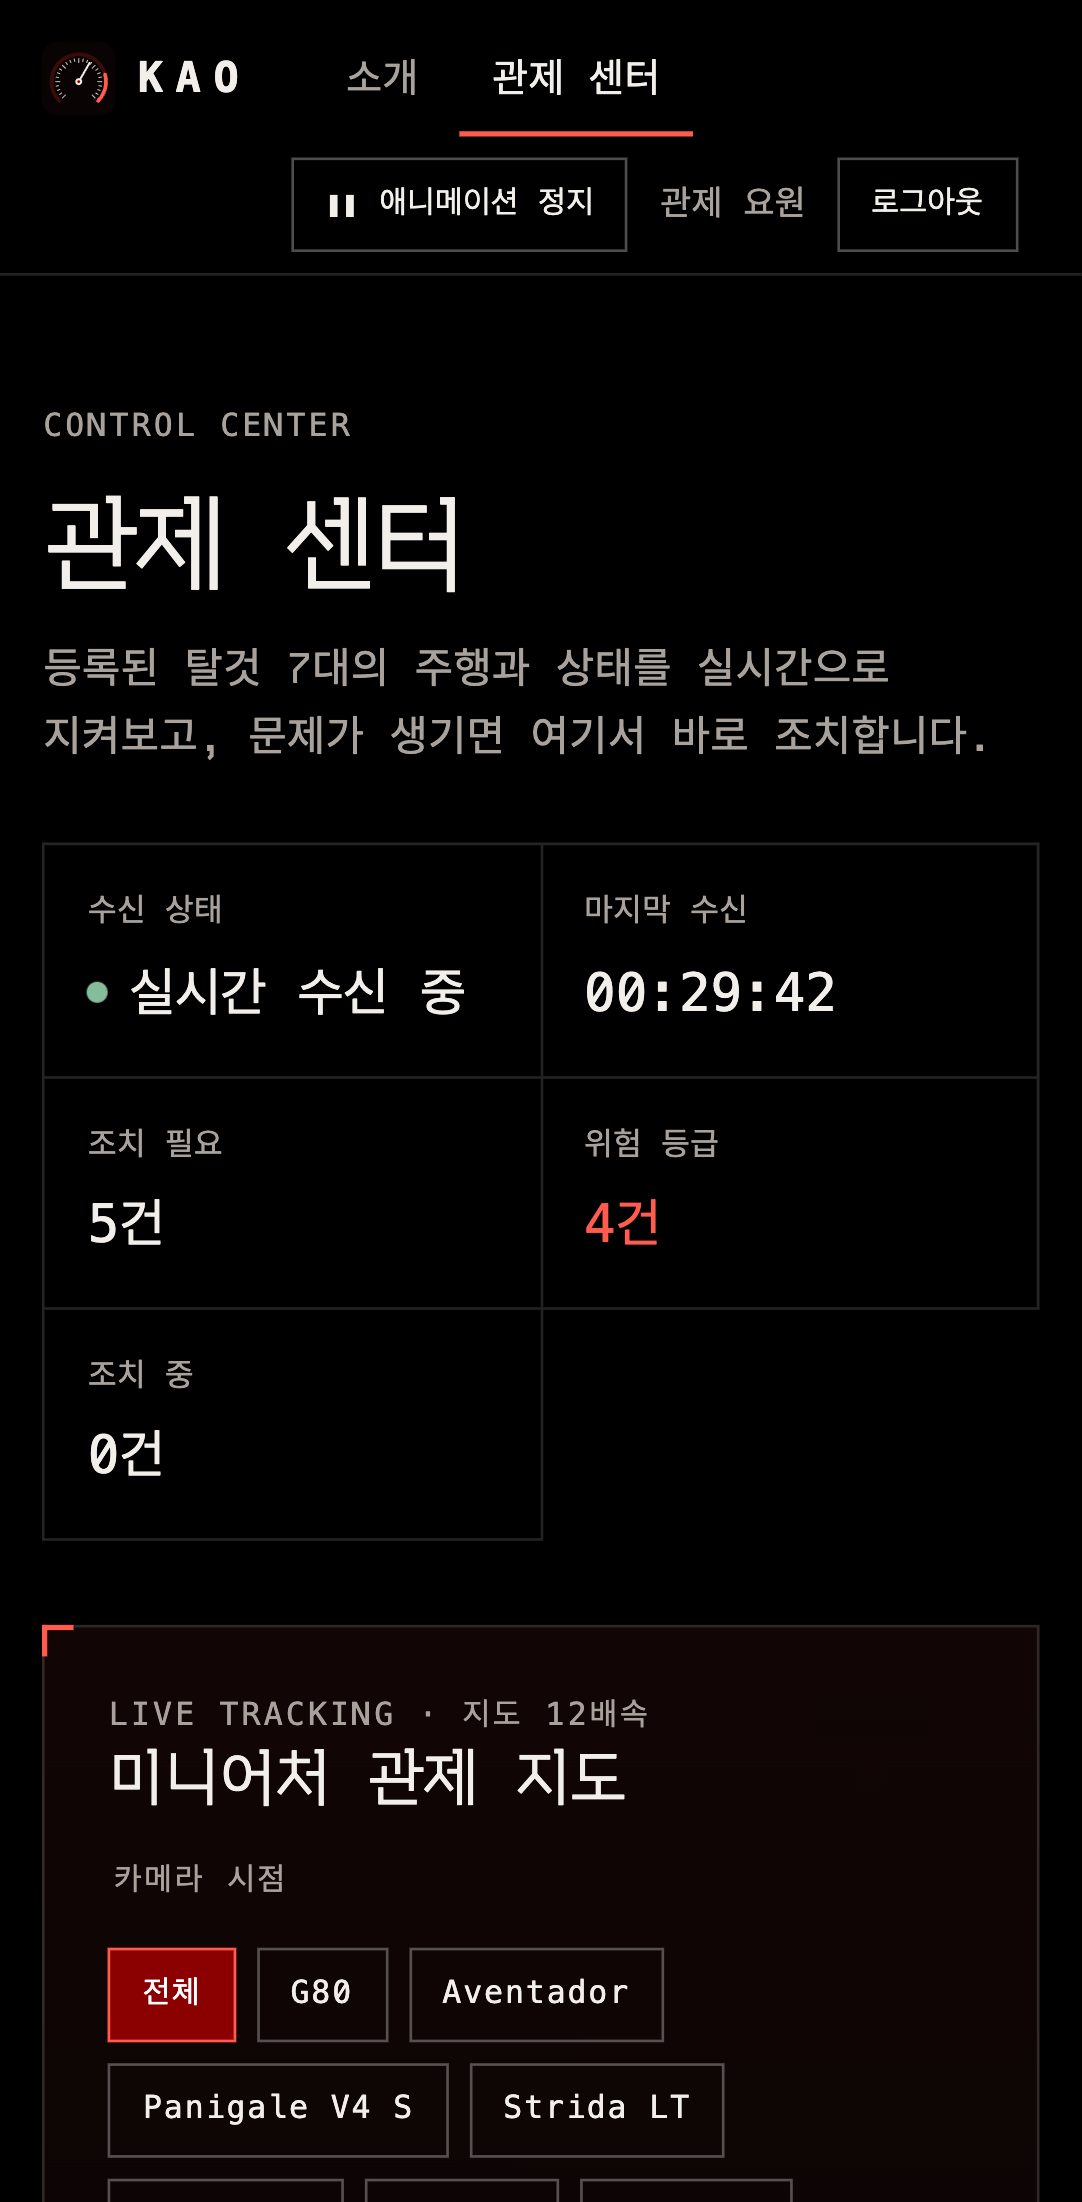 KAO 소개 관제 센터
애니메이션 정지 관제 요원 로그아웃
CONTROL CENTER
관제 센터
등록된 탈것 7대의 주행과 상태를 실시간으로
지켜보고, 문제가 생기면 여기서 바로 조치합니다.
수신 상태
실시간 수신 중
마지막 수신
00:29:42
조치 필요
5건
위험 등급
4건
조치 중
0건
LIVE TRACKING · 지도 12배속
미니어처 관제 지도
카메라 시점
전체 G80 Aventador
Panigale V4 S Strida LT